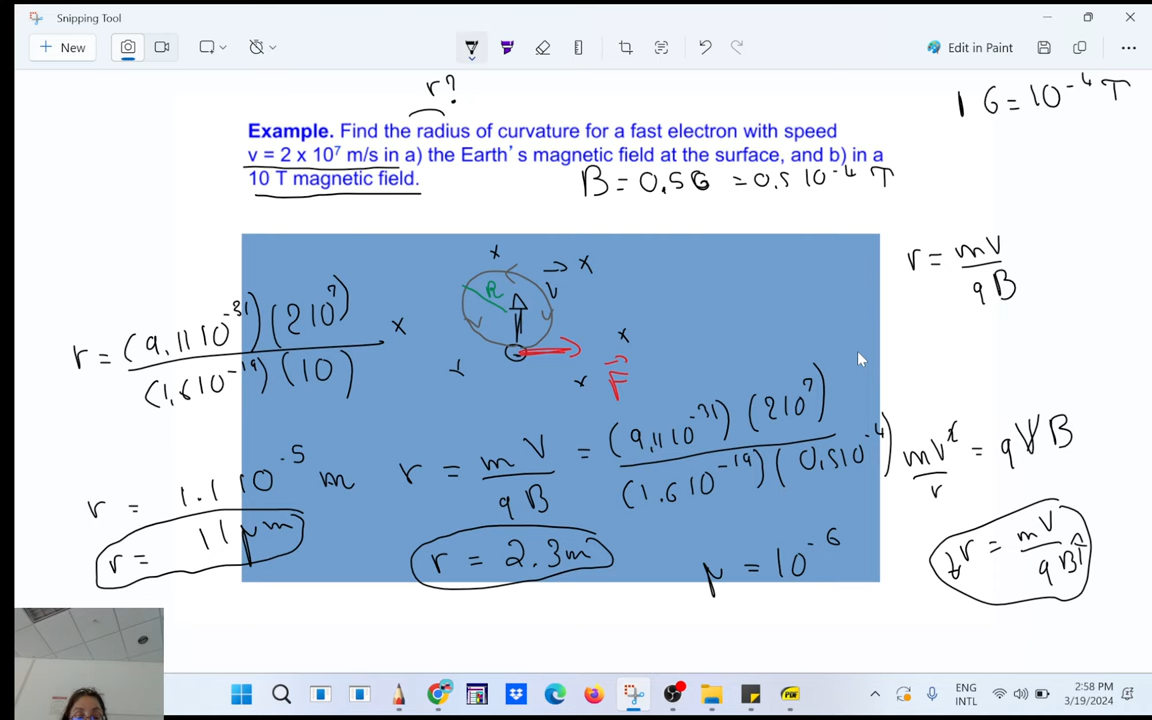 Snipping Tool
New
Edit in Paint
r?
1 G = 10⁻⁴ T
Example. Find the radius of curvature for a fast electron with speed
v = 2 x 10⁷ m/s in a) the Earth's magnetic field at the surface, and b) in a
10 T magnetic field.
B = 0,5 G = 0.5 10⁻⁴ T
r = mV / qB
x
x
R
V
r = (9,11 10⁻³¹)(2 10⁷) / (1,6 10⁻¹⁹)(10)
x
x
F
r = mV / qB = (9,11 10⁻³¹)(2 10⁷) / (1.6 10⁻¹⁹)(0,5 10⁻⁴)
mV² / r = qVB
r = 1.1 10⁻⁵ m
r = 11 μm
r = 2.3 m
μ = 10⁻⁶
↓r = mV / qB↑
ENG
INTL
2:58 PM
3/19/2024
PDF